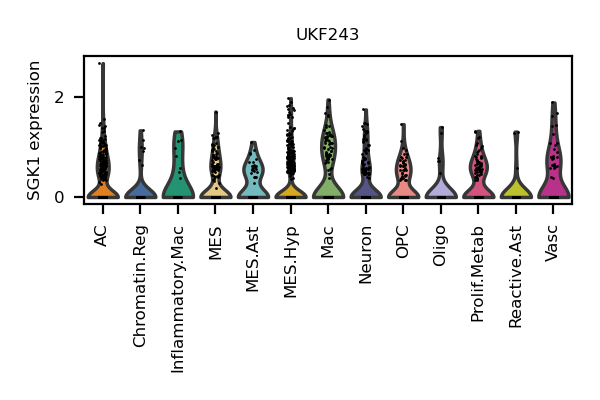 UKF243
SGK1 expression
2
0
AC
Chromatin.Reg
Inflammatory.Mac
MES
MES.Ast
MES.Hyp
Mac
Neuron
OPC
Oligo
Prolif.Metab
Reactive.Ast
Vasc